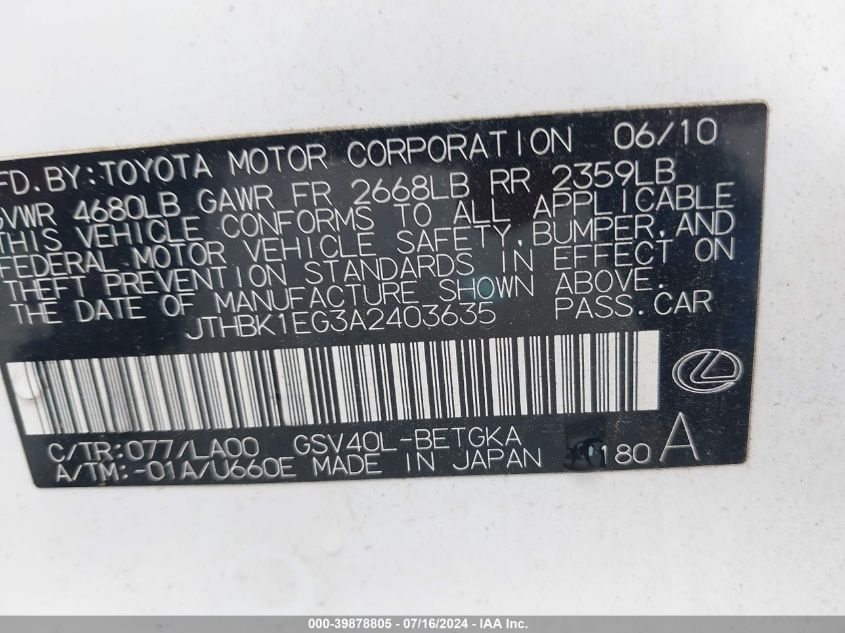 FD. BY: TOYOTA MOTOR CORPORATION 06/10
GVWR 4680LB GAWR FR 2668LB RR 2359LB
THIS VEHICLE CONFORMS TO ALL APPLICABLE
FEDERAL MOTOR VEHICLE SAFETY, BUMPER, AND
THEFT PREVENTION STANDARDS IN EFFECT ON
THE DATE OF MANUFACTURE SHOWN ABOVE.
JTHBK1EG3A2403635 PASS. CAR
C/TR: 077/LA00 GSV40L-BETGKA
A/TM: -01A/U660E MADE IN JAPAN 180 A
000-39878805 - 07/16/2024 - IAA Inc.